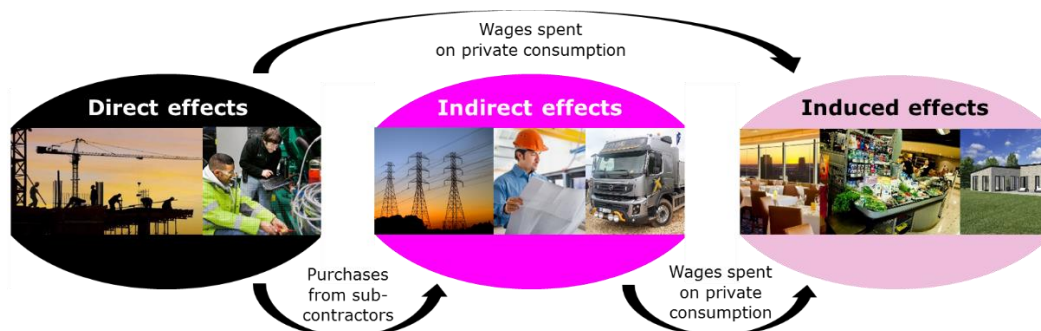 Wages spent
on private consumption
Direct effects
Indirect effects
Induced effects
Purchases
from sub-
contractors
Wages spent
on private
consumption